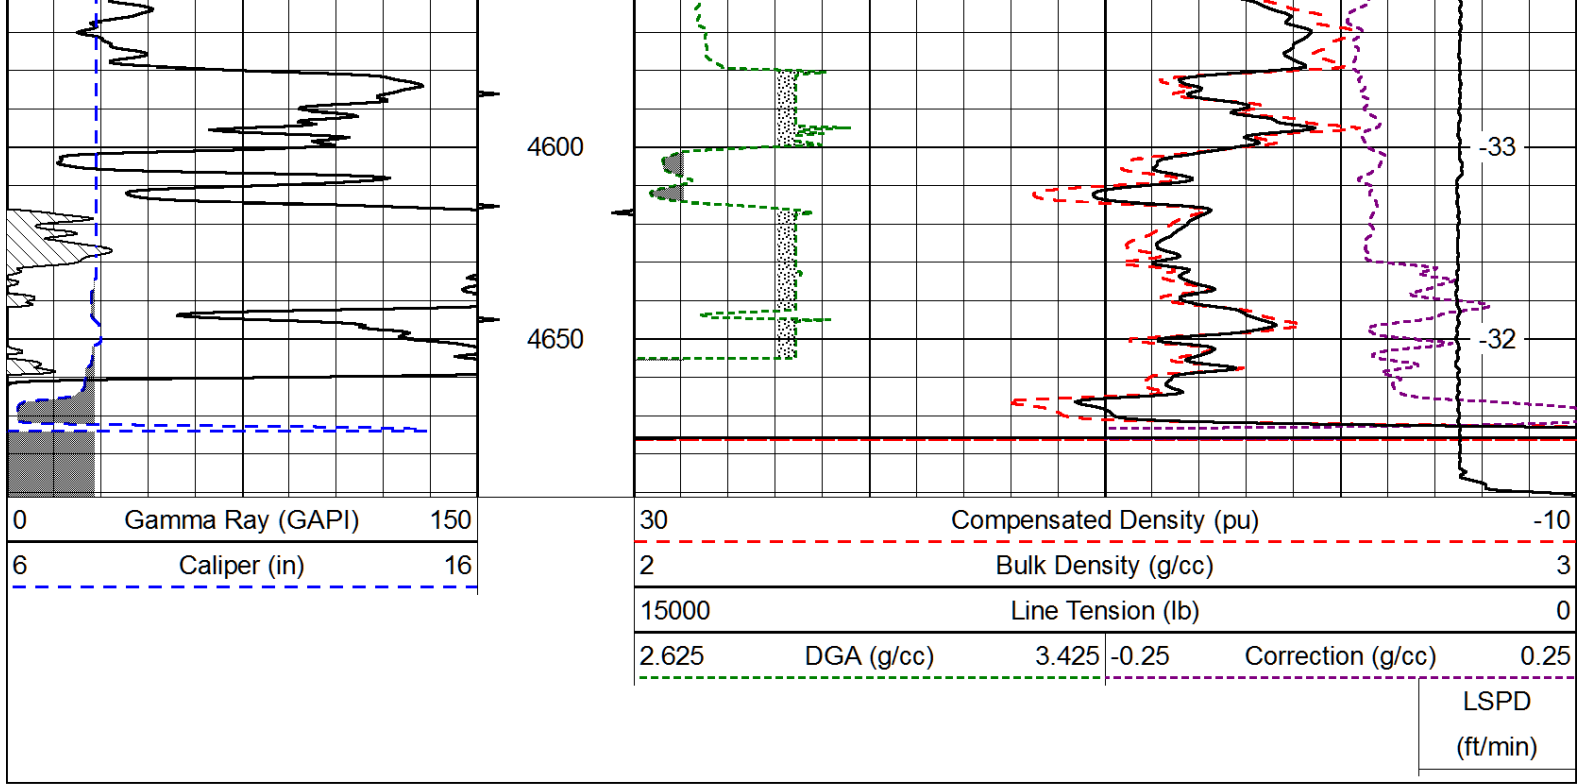 4600
-33
4650
-32
0 Gamma Ray (GAPI) 150
30 Compensated Density (pu) -10
6 Caliper (in) 16
2 Bulk Density (g/cc) 3
15000 Line Tension (lb) 0
2.625 DGA (g/cc) 3.425
-0.25 Correction (g/cc) 0.25
LSPD
(ft/min)